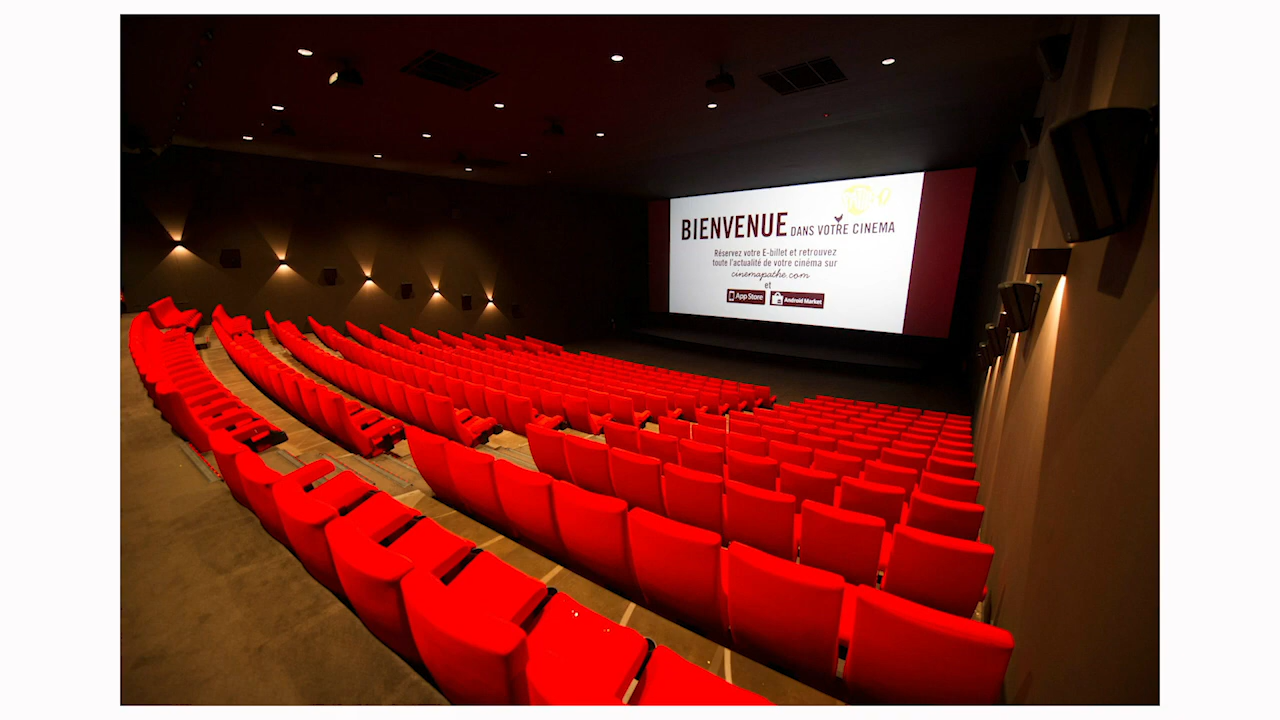 BIENVENUE DANS VOTRE CINEMA
Réservez votre E-billet et retrouvez
toute l'actualité de votre cinéma sur
cinemapathe.com
et
App Store Android Market